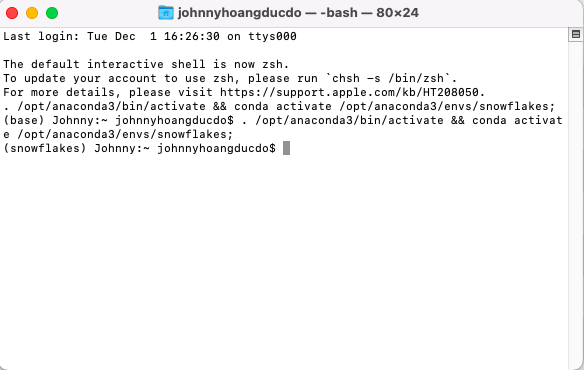 johnnyhoangducdo — -bash — 80×24
Last login: Tue Dec  1 16:26:30 on ttys000

The default interactive shell is now zsh.
To update your account to use zsh, please run `chsh -s /bin/zsh`.
For more details, please visit https://support.apple.com/kb/HT208050.
. /opt/anaconda3/bin/activate && conda activate /opt/anaconda3/envs/snowflakes;
(base) Johnny:~ johnnyhoangducdo$ . /opt/anaconda3/bin/activate && conda activat
e /opt/anaconda3/envs/snowflakes;
(snowflakes) Johnny:~ johnnyhoangducdo$